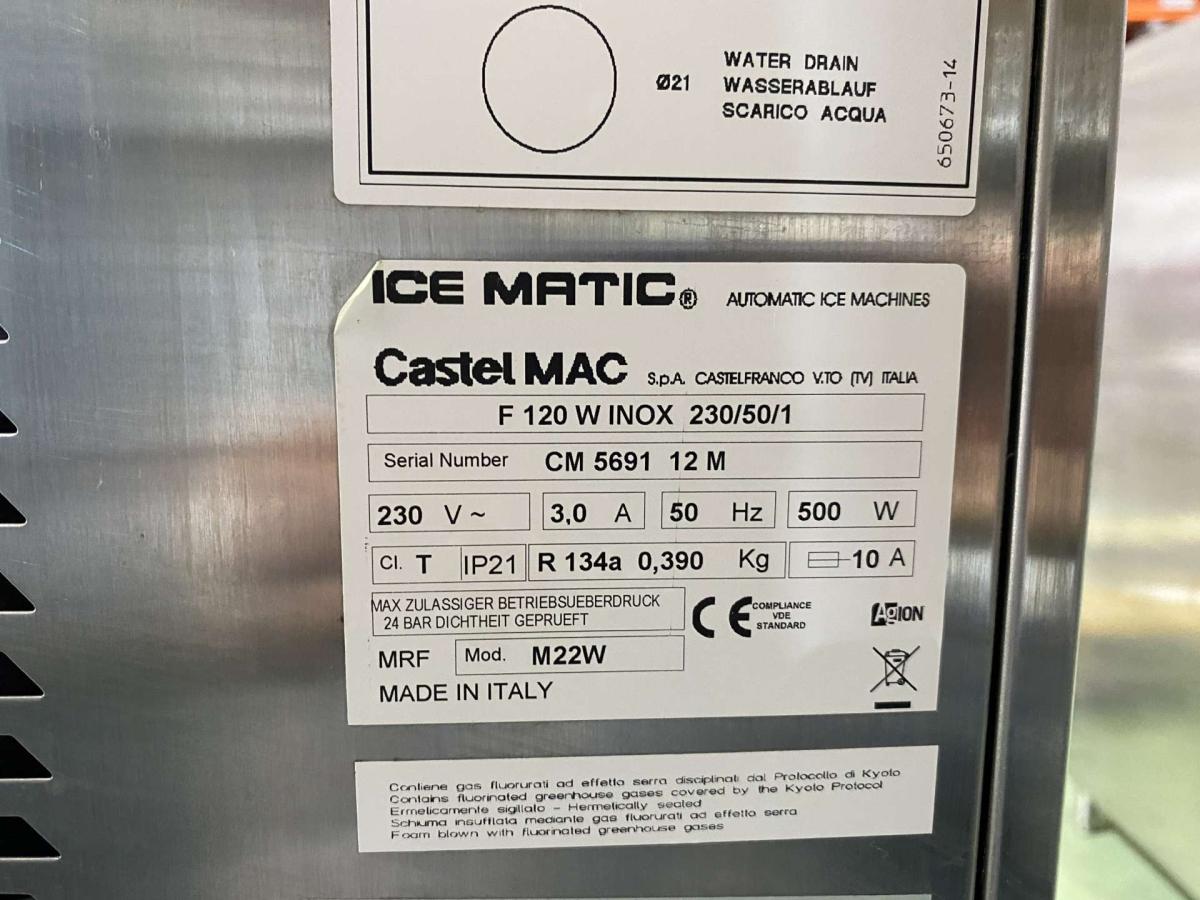 Ø21
WATER DRAIN
WASSERABLAUF
SCARICO ACQUA
650673-14
ICE MATIC® AUTOMATIC ICE MACHINES
Castel MAC S.p.A. CASTELFRANCO V.TO (TV) ITALIA
F 120 W INOX 230/50/1
Serial Number CM 5691 12 M
230 V ~ 3,0 A 50 Hz 500 W
Cl. T IP21 R 134a 0,390 Kg 10 A
MAX ZULASSIGER BETRIEBSUEBERDRUCK
24 BAR DICHTHEIT GEPRUEFT
CE COMPLIANCE
VDE
STANDARD
AgION
MRF Mod. M22W
MADE IN ITALY
Contiene gas fluorurati ad effetto serra disciplinati dal Protocollo di Kyoto
Contains fluorinated greenhouse gases covered by the Kyoto Protocol
Ermeticamente sigillato - Hermetically sealed
Schiuma insufflata mediante gas fluorurati ad effetto serra
Foam blown with fluorinated greenhouse gases